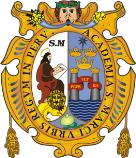 S.M
ACADEMIA S. MARCI VRBIS REGVM IN PERV